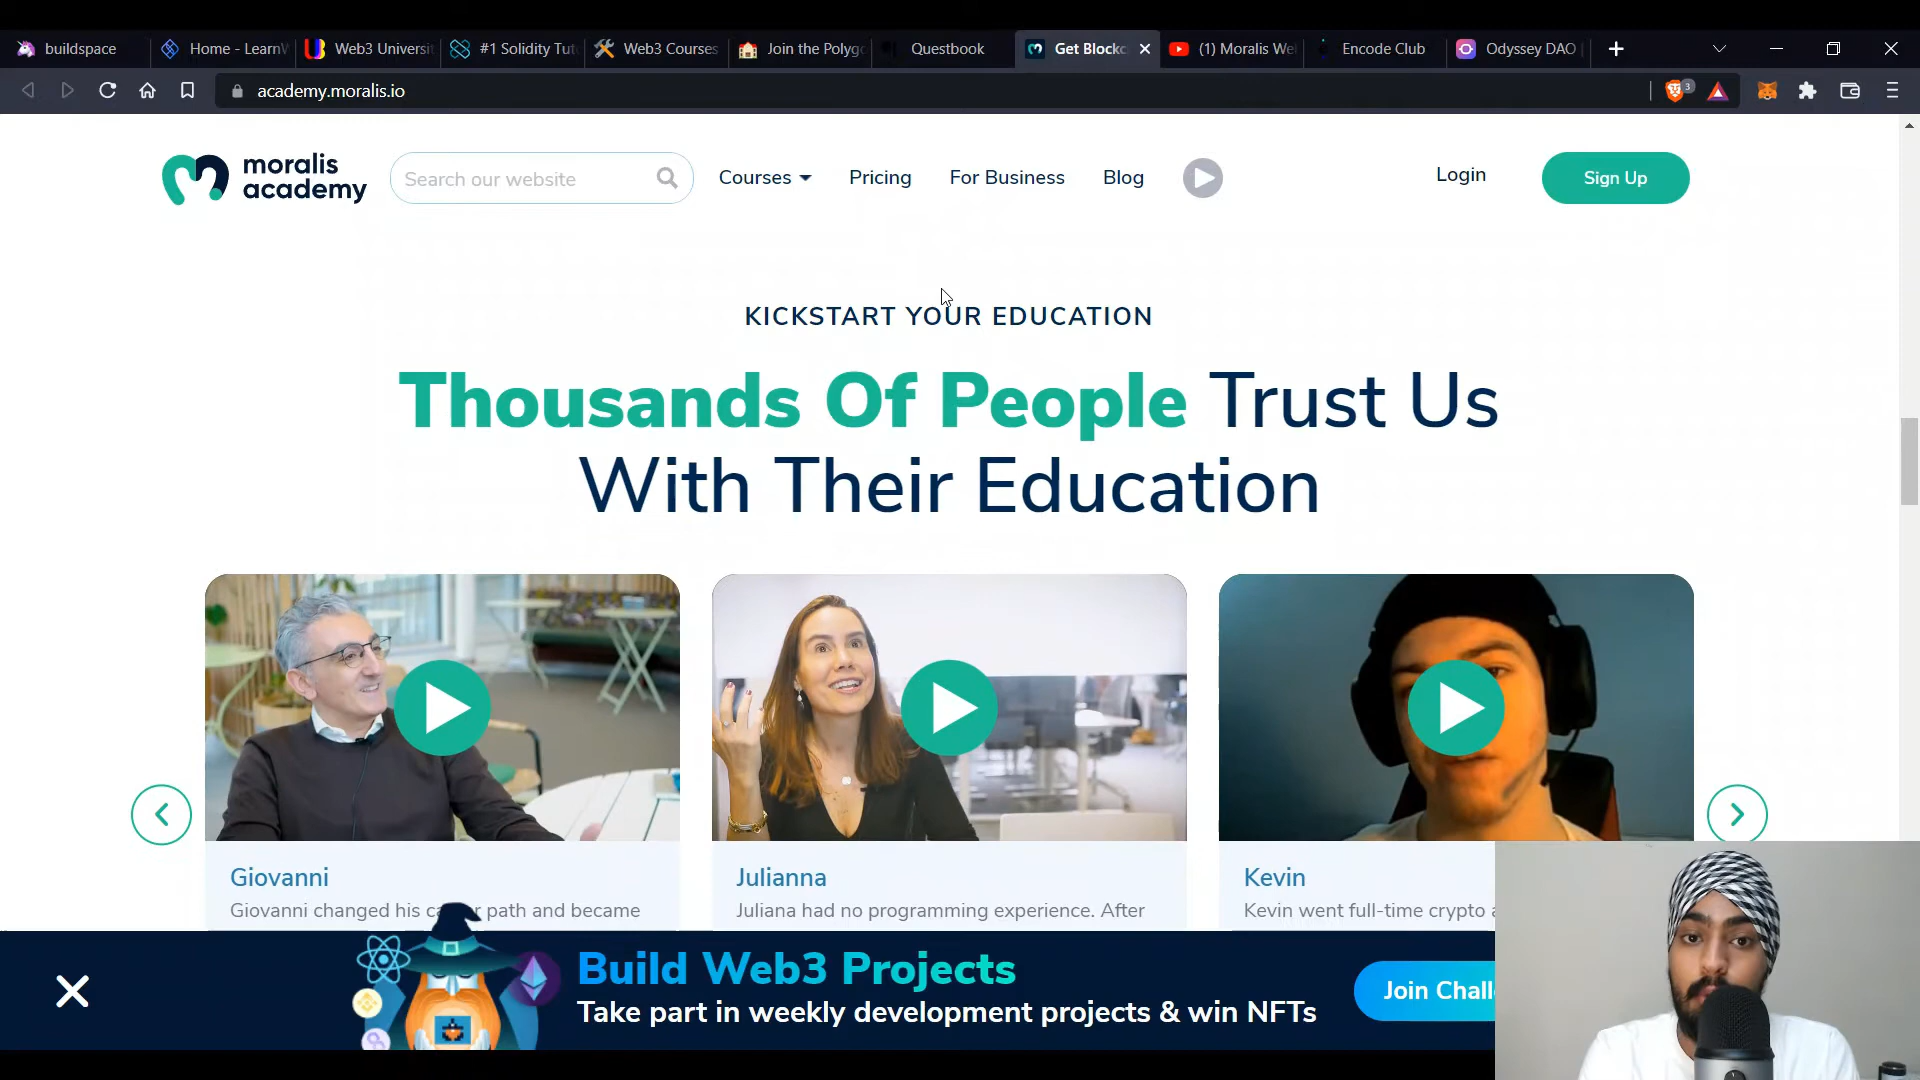 buildspace
Home - LearnW
Web3 Universi
#1 Solidity Tut
Web3 Courses
Join the Polygo
Questbook
Get Blockc
(1) Moralis We
Encode Club
Odyssey DAO
academy.moralis.io
3
moralis
academy
Search our website
Courses
Pricing
For Business
Blog
Login
Sign Up
KICKSTART YOUR EDUCATION
Thousands Of People Trust Us
With Their Education
Giovanni
Giovanni changed his career path and became
Julianna
Juliana had no programming experience. After
Kevin
Kevin went full-time crypto a
Build Web3 Projects
Take part in weekly development projects & win NFTs
Join Chall